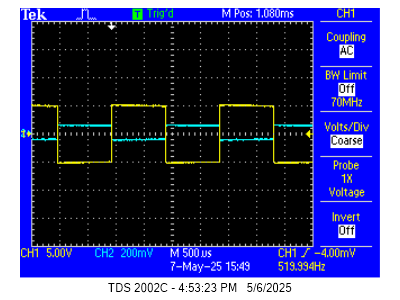 Tek T Trig'd M Pos: 1.080ms CH1
Coupling
AC
BW Limit
Off
70MHz
Volts/Div
Coarse
Probe
1X
Voltage
Invert
Off
CH1 5.00V CH2 200mV M 500µs CH1 -4.00mV
7-May-25 15:49 519.994Hz
TDS 2002C - 4:53:23 PM 5/6/2025